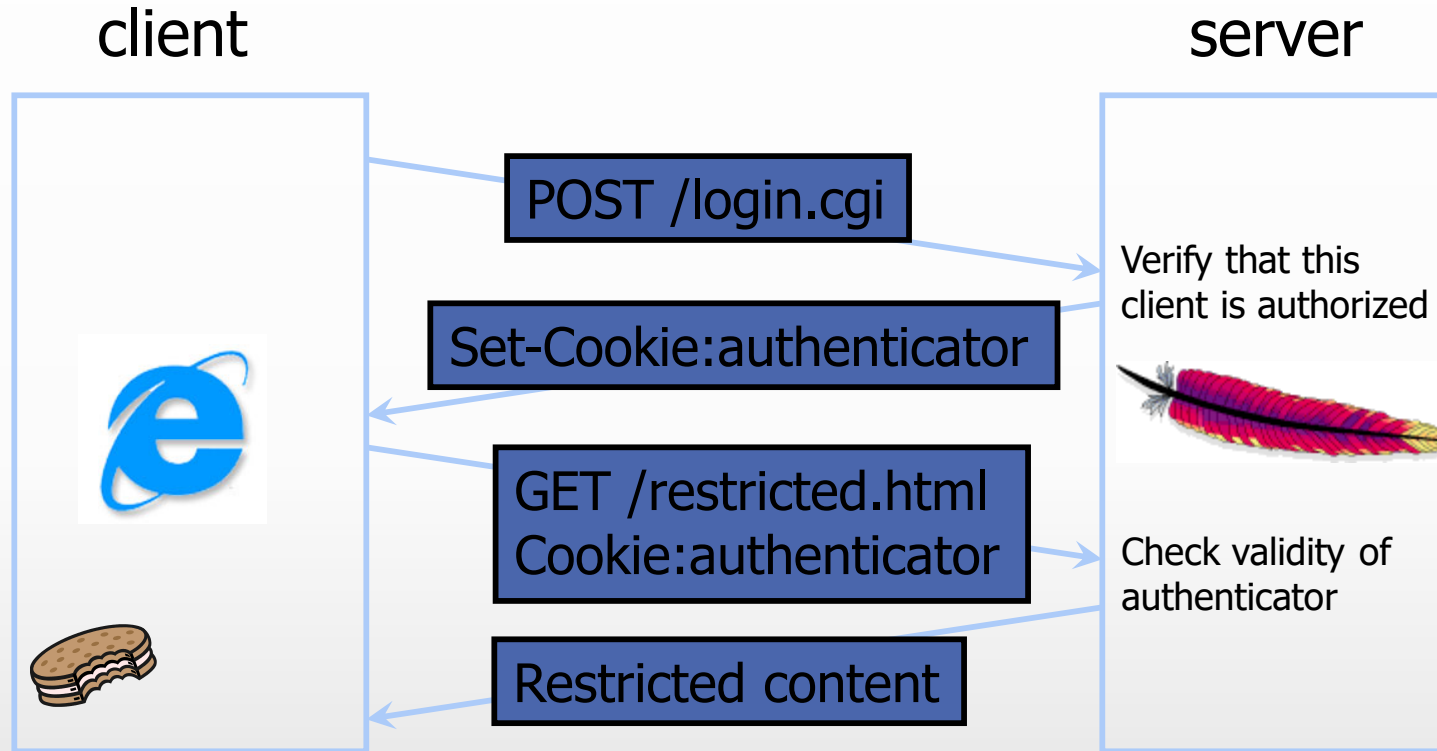 client
server
POST /login.cgi
Verify that this
client is authorized
Set-Cookie:authenticator
GET /restricted.html
Cookie:authenticator
Check validity of
authenticator
Restricted content